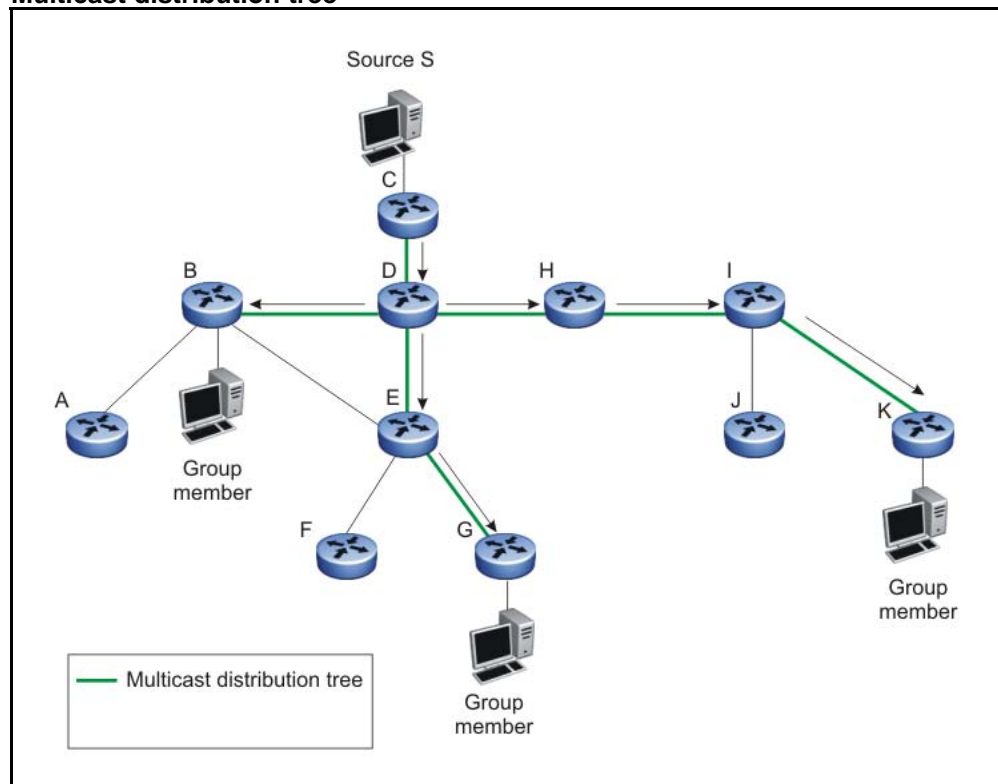 Multicast distribution tree
Source S
C
B
D
H
I
A
E
J
K
Group
member
F
G
Group
member
Group
member
Multicast distribution tree